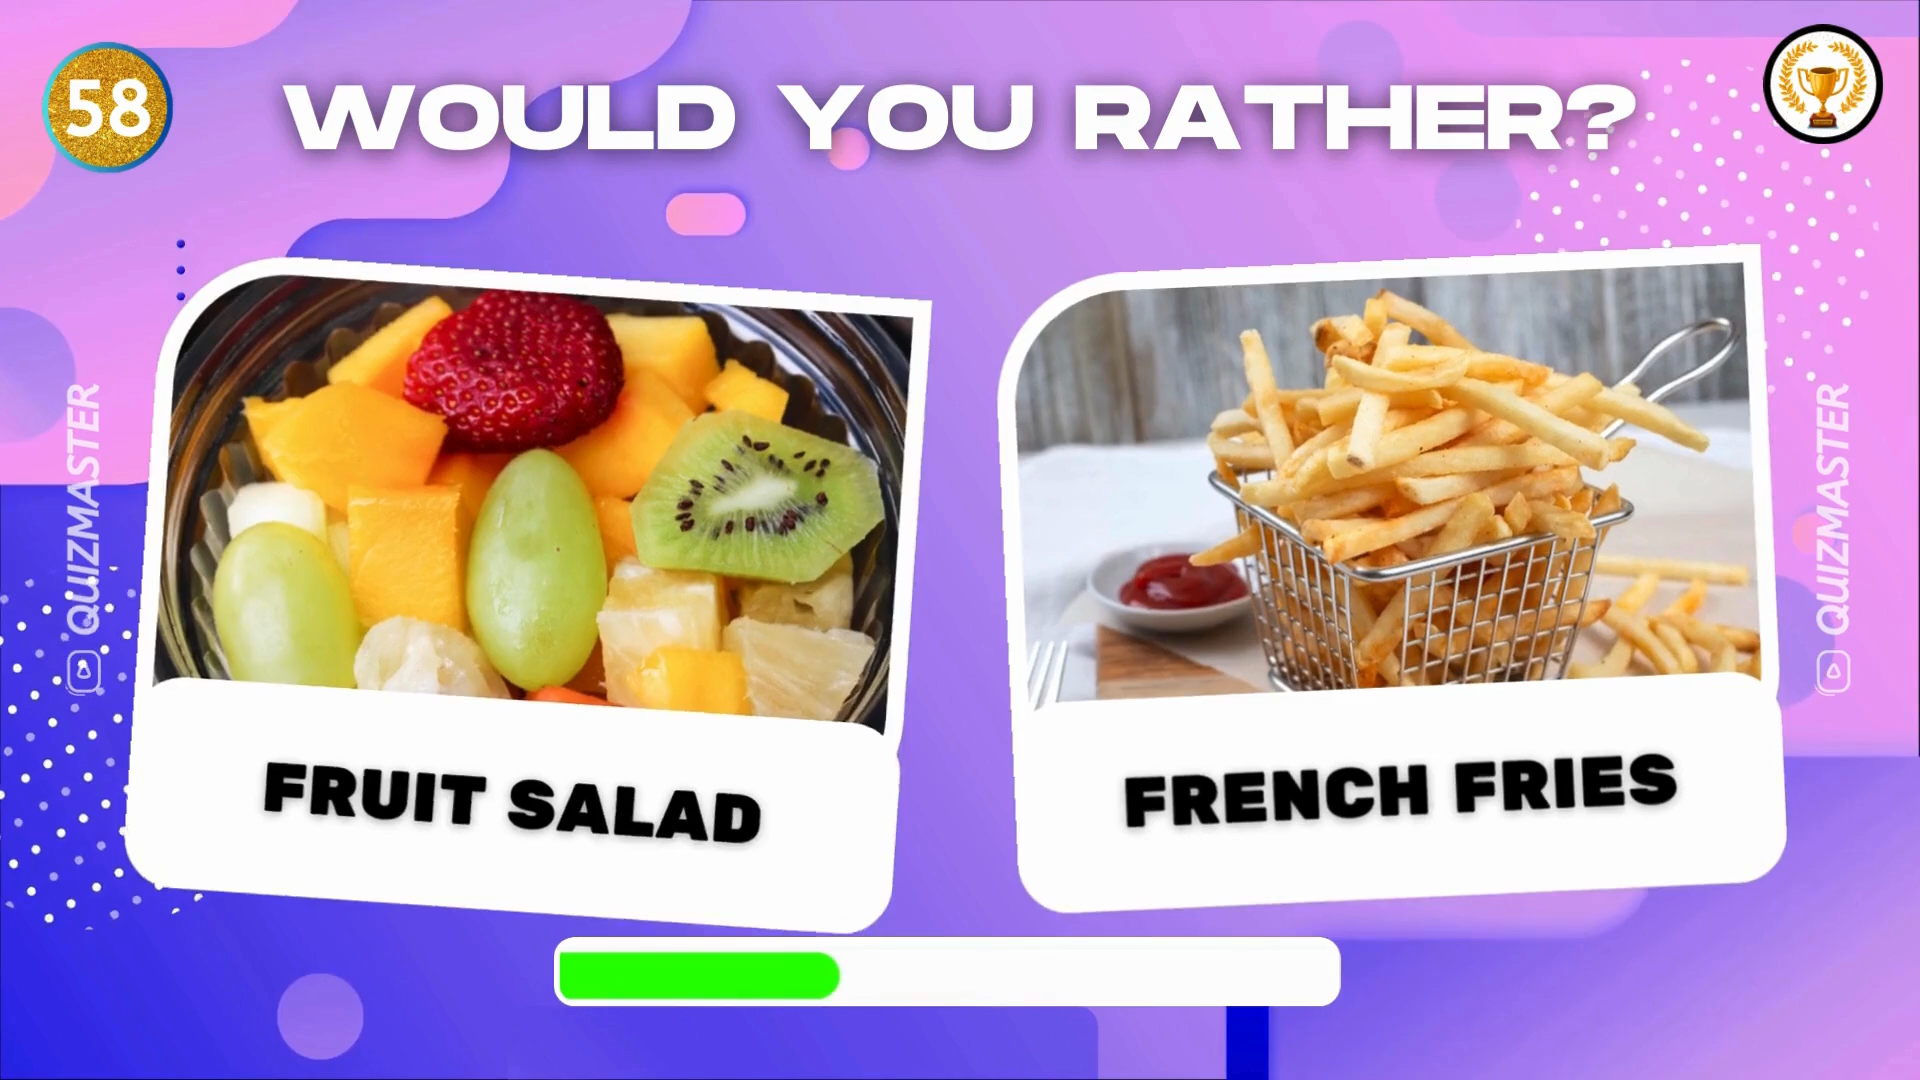 58
WOULD YOU RATHER?
QUIZMASTER
QUIZMASTER
FRUIT SALAD
FRENCH FRIES